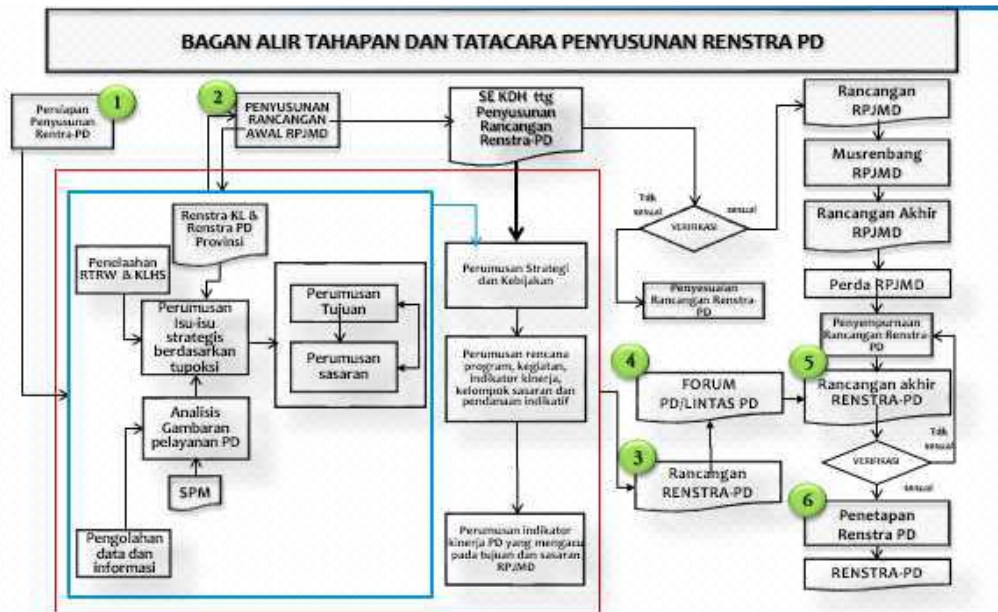 BAGAN ALIR TAHAPAN DAN TATACARA PENYUSUNAN RENSTRA PD
1
Persiapan
Penyusunan
Rentra-PD
2
PENYUSUNAN
RANCANGAN
AWAL RPJMD
SE KDH ttg
Penyusunan
Rancangan
Renstra-PD
Rancangan
RPJMD
Musrenbang
RPJMD
Rancangan Akhir
RPJMD
Perda RPJMD
Tdk
sesuai
sesuai
VERIFIKASI
Penyesuaian
Rancangan Renstra-
PD
Renstra KL &
Renstra PD
Provinsi
Penelaahan
RTRW & KLHS
Perumusan
Isu-isu
strategis
berdasarkan
tupoksi
Perumusan
Tujuan
Perumusan
sasaran
Analisis
Gambaran
pelayanan PD
SPM
Pengolahan
data dan
informasi
Perumusan Strategi
dan Kebijakan
Perumusan rencana
program, kegiatan,
indikator kinerja,
kelompok sasaran dan
pendanaan indikatif
Perumusan indikator
kinerja PD yang mengacu
pada tujuan dan sasaran
RPJMD
3
Rancangan
RENSTRA-PD
4
FORUM
PD/LINTAS PD
Penyempurnaan
Rancangan Renstra-
PD
5
Rancangan akhir
RENSTRA-PD
Tdk
sesuai
VERIFIKASI
sesuai
6
Penetapan
Renstra PD
RENSTRA-PD